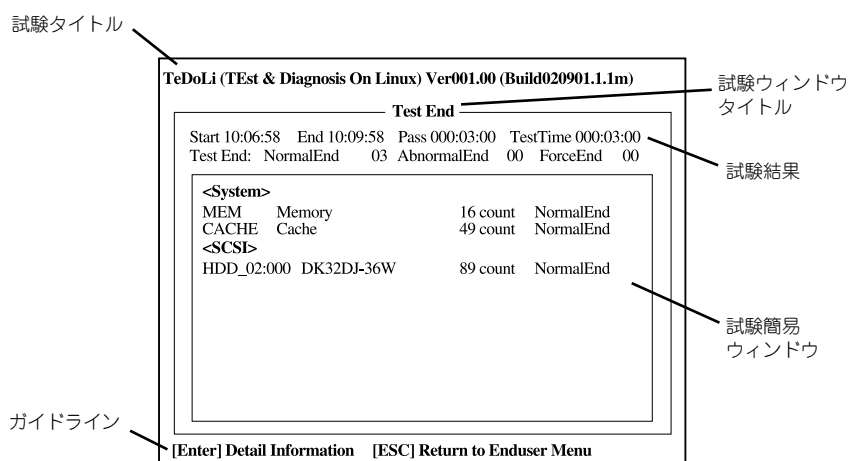 試験タイトル
TeDoLi (TEst & Diagnosis On Linux) Ver001.00 (Build020901.1.1m)
試験ウィンドウ
タイトル
Test End
Start 10:06:58 End 10:09:58 Pass 000:03:00 TestTime 000:03:00
Test End: NormalEnd 03 AbnormalEnd 00 ForceEnd 00
試験結果
<System>
MEM Memory 16 count NormalEnd
CACHE Cache 49 count NormalEnd
<SCSI>
HDD_02:000 DK32DJ-36W 89 count NormalEnd
試験簡易
ウィンドウ
ガイドライン
[Enter] Detail Information [ESC] Return to Enduser Menu